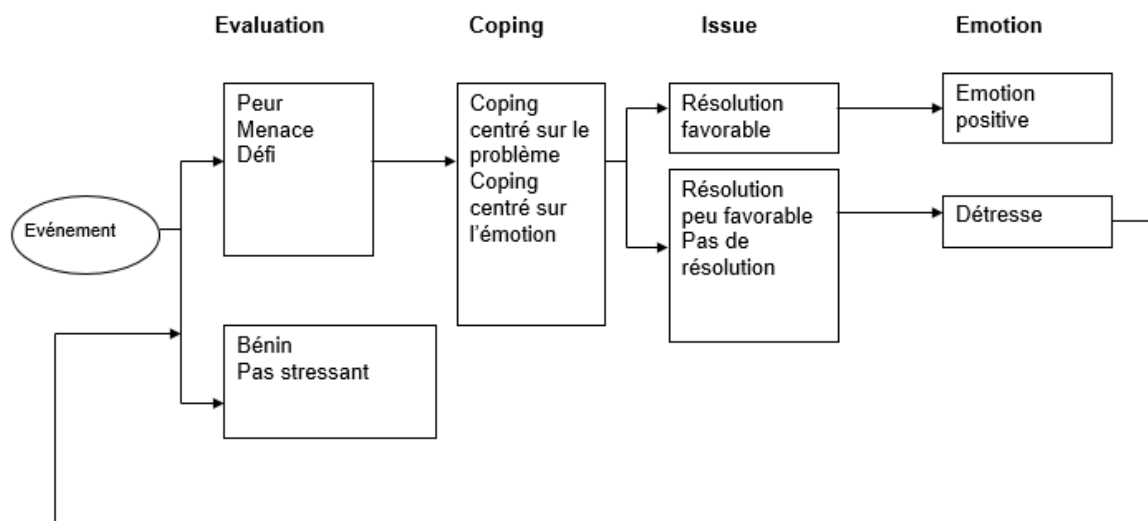 Evaluation
Coping
Issue
Emotion
Evénement
Peur
Menace
Défi
Bénin
Pas stressant
Coping
centré sur le
problème
Coping
centré sur
l'émotion
Résolution
favorable
Résolution
peu favorable
Pas de
résolution
Emotion
positive
Détresse